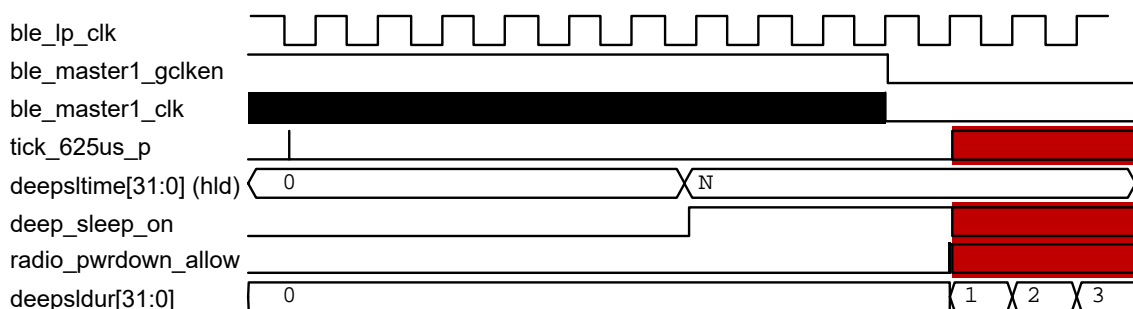 ble_lp_clk
ble_master1_gclken
ble_master1_clk
tick_625us_p
deepsltime[31:0] (hld) 0 N
deep_sleep_on
radio_pwrdown_allow
deepsldur[31:0] 0 1 2 3